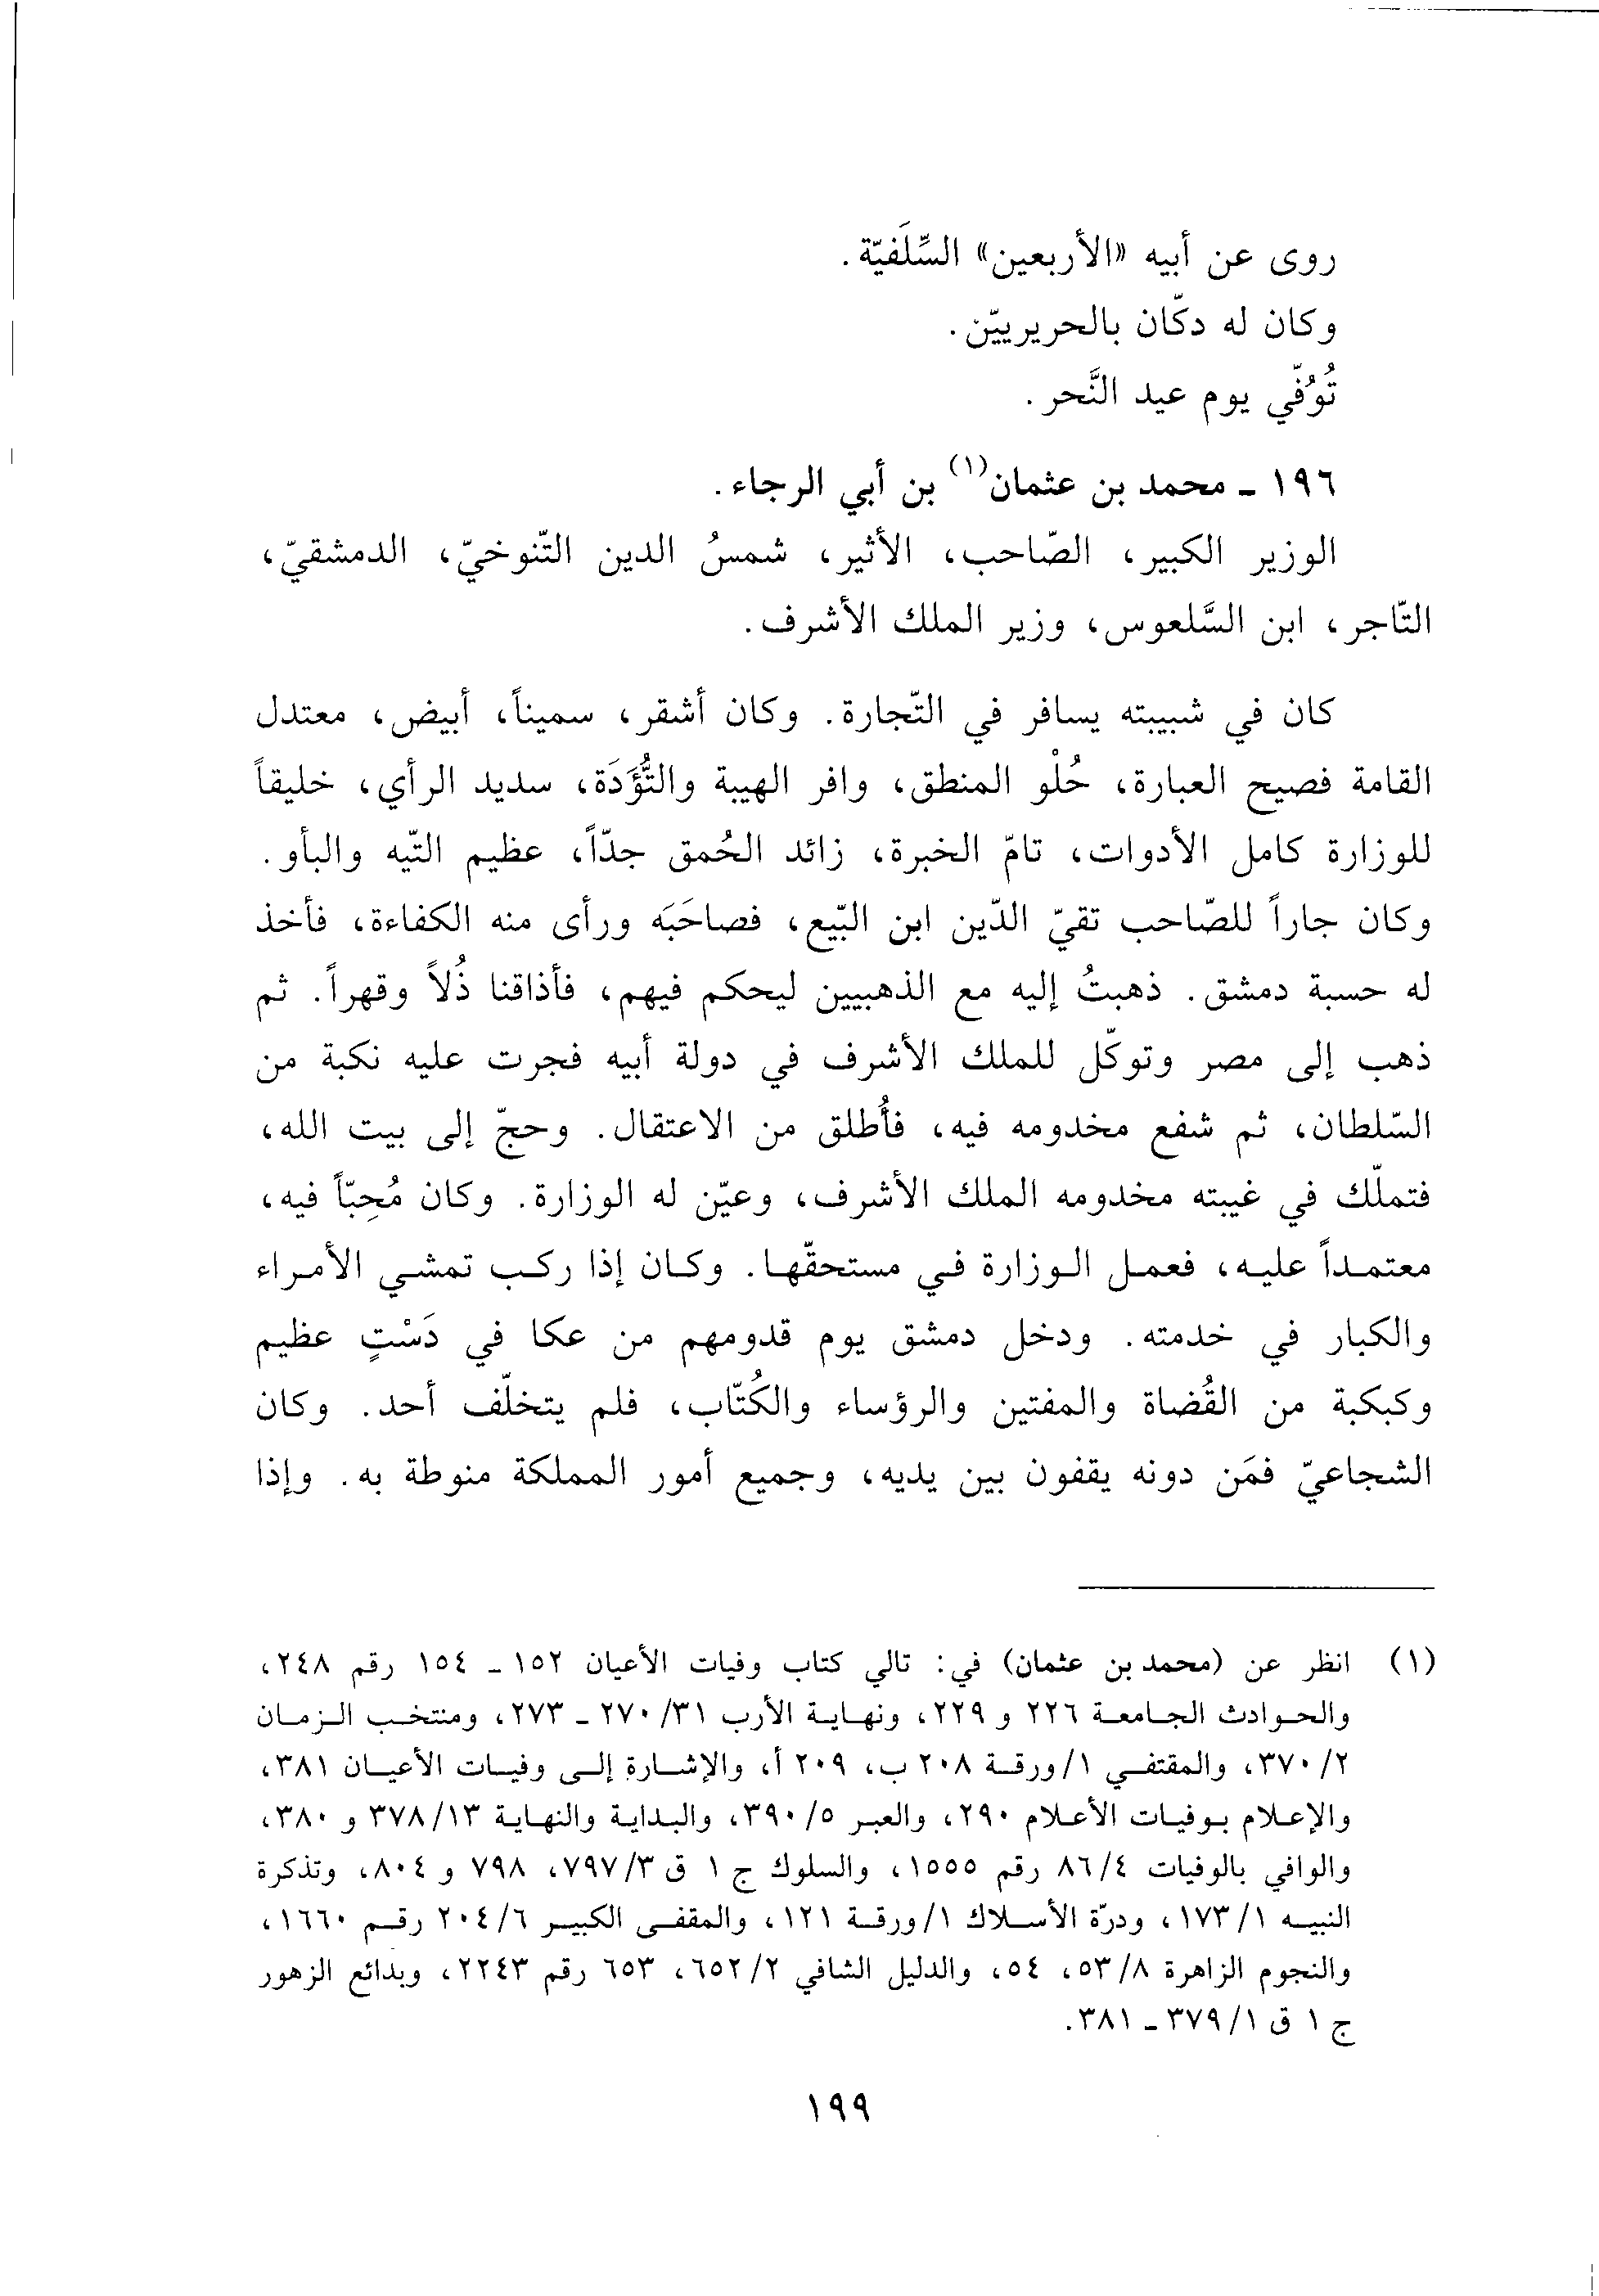 روى عن أبيه «الأربعين» السِّلَفيّة.
وكان له دكّان بالحريريّين.
تُوُفّي يوم عيد النَّحر.
١٩٦ ـ محمد بن عثمان(١) بن أبي الرجاء.
الوزير الكبير، الصّاحب، الأثير، شمسُ الدين التّنوخيّ، الدمشقيّ،
التّاجر، ابن السَّلعوس، وزير الملك الأشرف.
كان في شبيبته يسافر في التّجارة. وكان أشقر، سميناً، أبيض، معتدل
القامة فصيح العبارة، حُلْو المنطق، وافر الهيبة والتُّؤَدَة، سديد الرأي، خليقاً
للوزارة كامل الأدوات، تامّ الخبرة، زائد الحُمق جدّاً، عظيم التّيه والبأو.
وكان جاراً للصّاحب تقيّ الدّين ابن البّيع، فصاحَبَه ورأى منه الكفاءة، فأخذ
له حسبة دمشق. ذهبتُ إليه مع الذهبيين ليحكم فيهم، فأذاقنا ذُلاً وقهراً. ثم
ذهب إلى مصر وتوكّل للملك الأشرف في دولة أبيه فجرت عليه نكبة من
السّلطان، ثم شفع مخدومه فيه، فأُطلق من الاعتقال. وحجّ إلى بيت الله،
فتملّك في غيبته مخدومه الملك الأشرف، وعيّن له الوزارة. وكان مُحِبّاً فيه،
معتمداً عليه، فعمل الوزارة في مستحقّها. وكان إذا ركب تمشي الأمراء
والكبار في خدمته. ودخل دمشق يوم قدومهم من عكا في دَسْتٍ عظيم
وكبكبة من القُضاة والمفتين والرؤساء والكُتّاب، فلم يتخلّف أحد. وكان
الشجاعيّ فمَن دونه يقفون بين يديه، وجميع أمور المملكة منوطة به. وإذا
(١) انظر عن (محمد بن عثمان) في: تالي كتاب وفيات الأعيان ١٥٢ ـ ١٥٤ رقم ٢٤٨،
والحوادث الجامعة ٢٢٦ و ٢٢٩، ونهاية الأرب ٣١/ ٢٧٠ ـ ٢٧٣، ومنتخب الزمان
٢/ ٣٧٠، والمقتفي ١/ورقة ٢٠٨ ب، ٢٠٩ أ، والإشارة إلى وفيات الأعيان ٣٨١،
والإعلام بوفيات الأعلام ٢٩٠، والعبر ٥/ ٣٩٠، والبداية والنهاية ١٣/ ٣٧٨ و ٣٨٠،
والوافي بالوفيات ٤/ ٨٦ رقم ١٥٥٥، والسلوك ج ١ ق ٣/ ٧٩٧، ٧٩٨ و ٨٠٤، وتذكرة
النبيه ١/ ١٧٣، ودرّة الأسلاك ١/ورقة ١٢١، والمقفى الكبير ٦/ ٢٠٤ رقم ١٦٦٠،
والنجوم الزاهرة ٨/ ٥٣، ٥٤، والدليل الشافي ٢/ ٦٥٢، ٦٥٣ رقم ٢٢٤٣، وبدائع الزهور
ج ١ ق ١/ ٣٧٩ ـ ٣٨١.
١٩٩